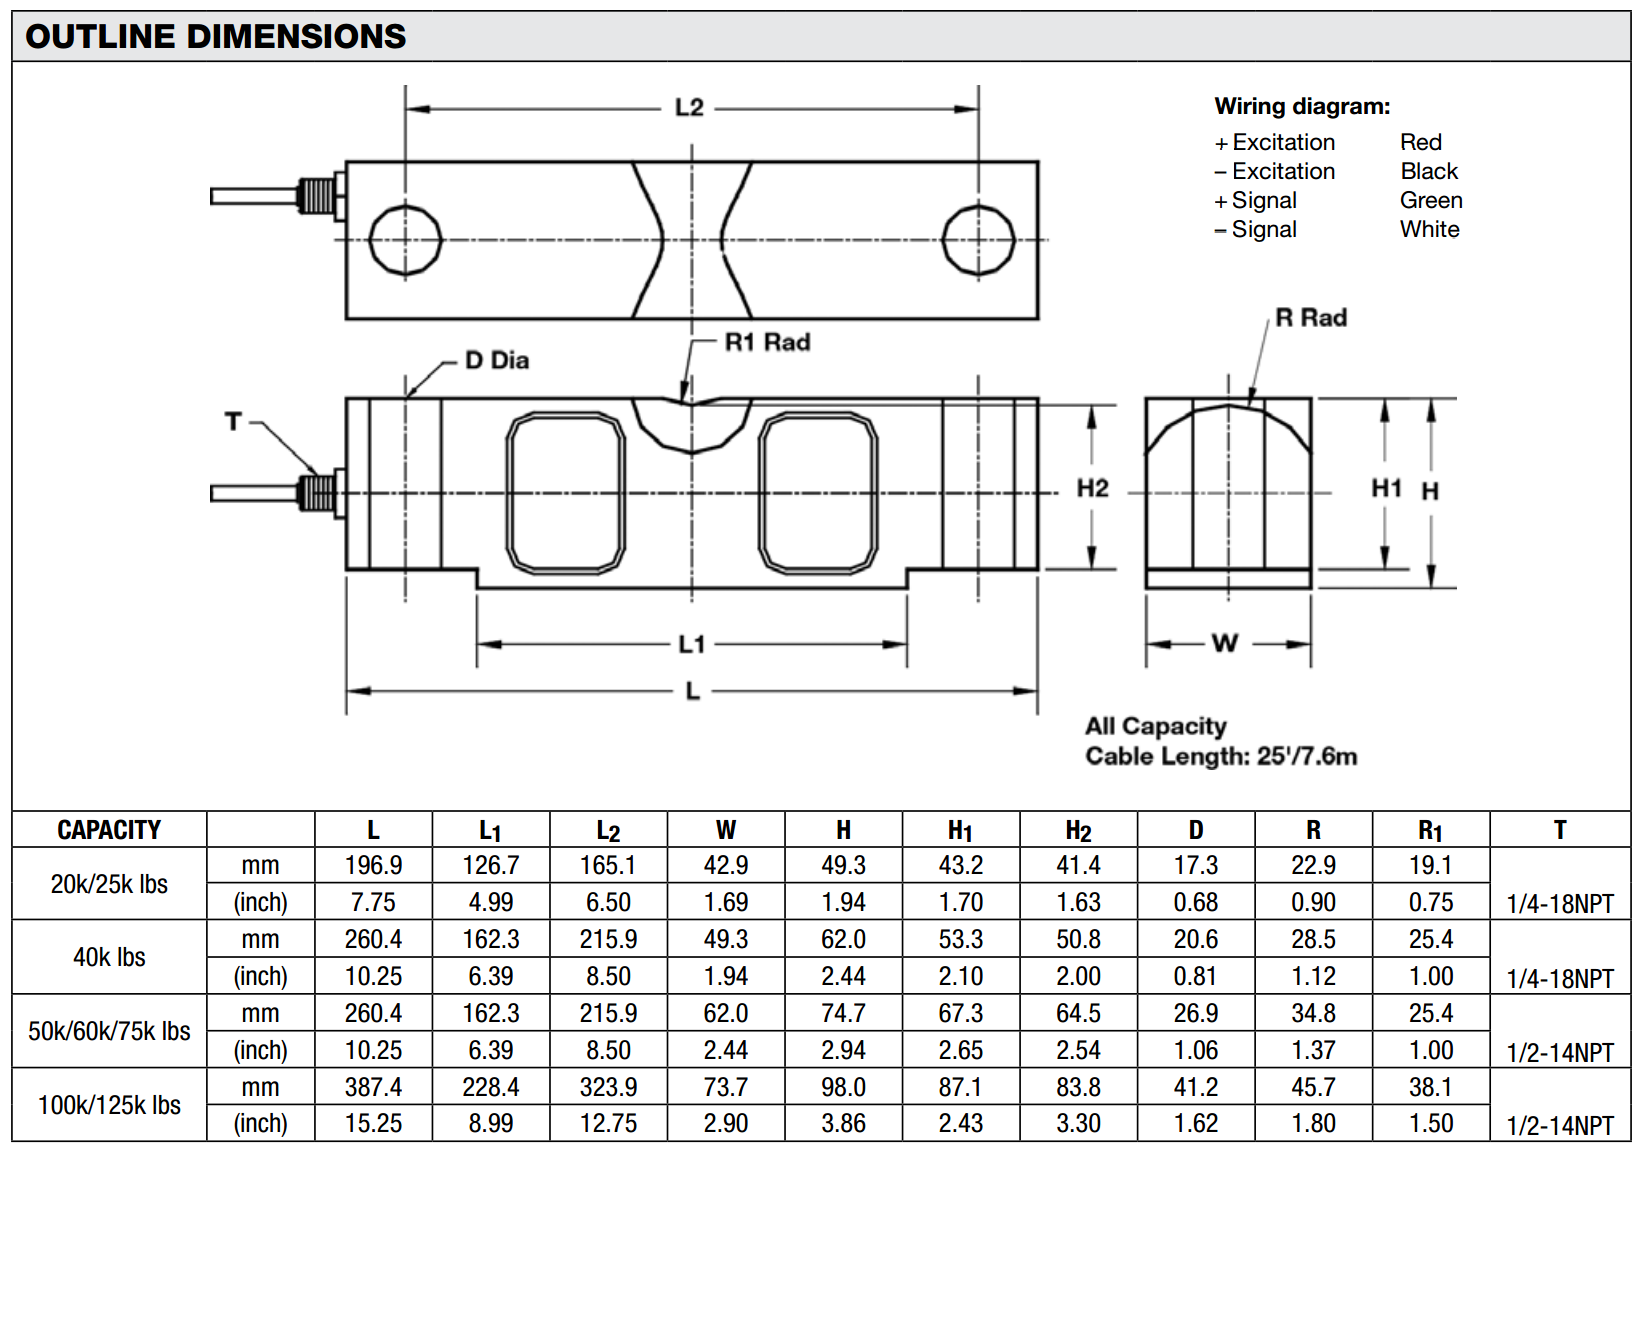 OUTLINE DIMENSIONS
L2
Wiring diagram:
+ Excitation Red
– Excitation Black
+ Signal Green
– Signal White
R Rad
R1 Rad
D Dia
T
H2
H1
H
L1
W
L
All Capacity
Cable Length: 25'/7.6m
CAPACITY L L1 L2 W H H1 H2 D R R1 T
20k/25k lbs mm 196.9 126.7 165.1 42.9 49.3 43.2 41.4 17.3 22.9 19.1
(inch) 7.75 4.99 6.50 1.69 1.94 1.70 1.63 0.68 0.90 0.75 1/4-18NPT
40k lbs mm 260.4 162.3 215.9 49.3 62.0 53.3 50.8 20.6 28.5 25.4
(inch) 10.25 6.39 8.50 1.94 2.44 2.10 2.00 0.81 1.12 1.00 1/4-18NPT
50k/60k/75k lbs mm 260.4 162.3 215.9 62.0 74.7 67.3 64.5 26.9 34.8 25.4
(inch) 10.25 6.39 8.50 2.44 2.94 2.65 2.54 1.06 1.37 1.00 1/2-14NPT
100k/125k lbs mm 387.4 228.4 323.9 73.7 98.0 87.1 83.8 41.2 45.7 38.1
(inch) 15.25 8.99 12.75 2.90 3.86 2.43 3.30 1.62 1.80 1.50 1/2-14NPT